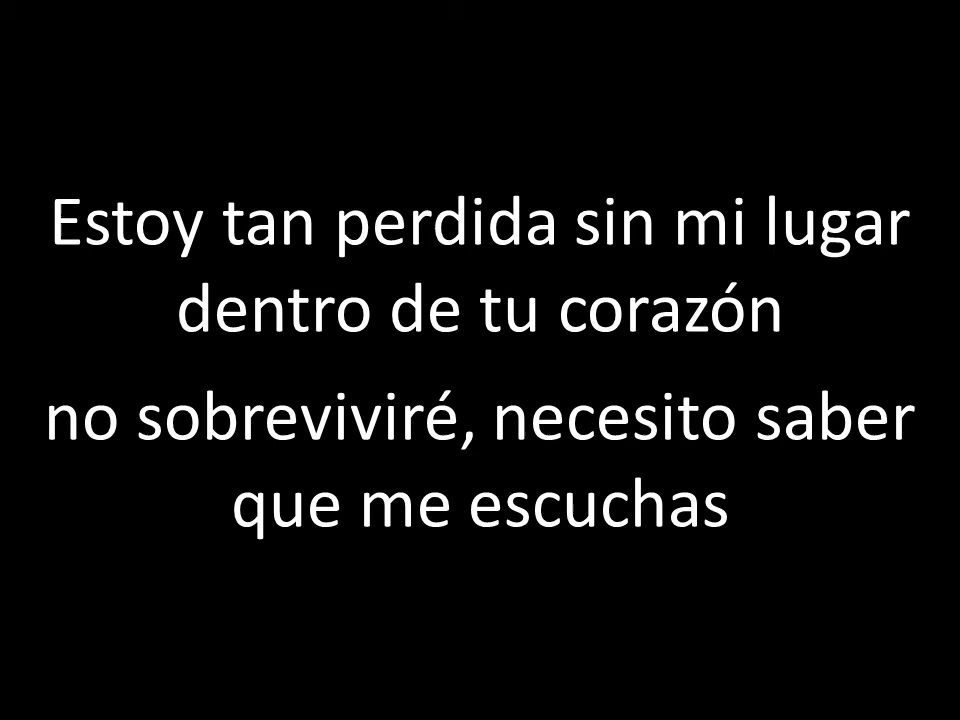 Estoy tan perdida sin mi lugar
dentro de tu corazón
no sobreviviré, necesito saber
que me escuchas